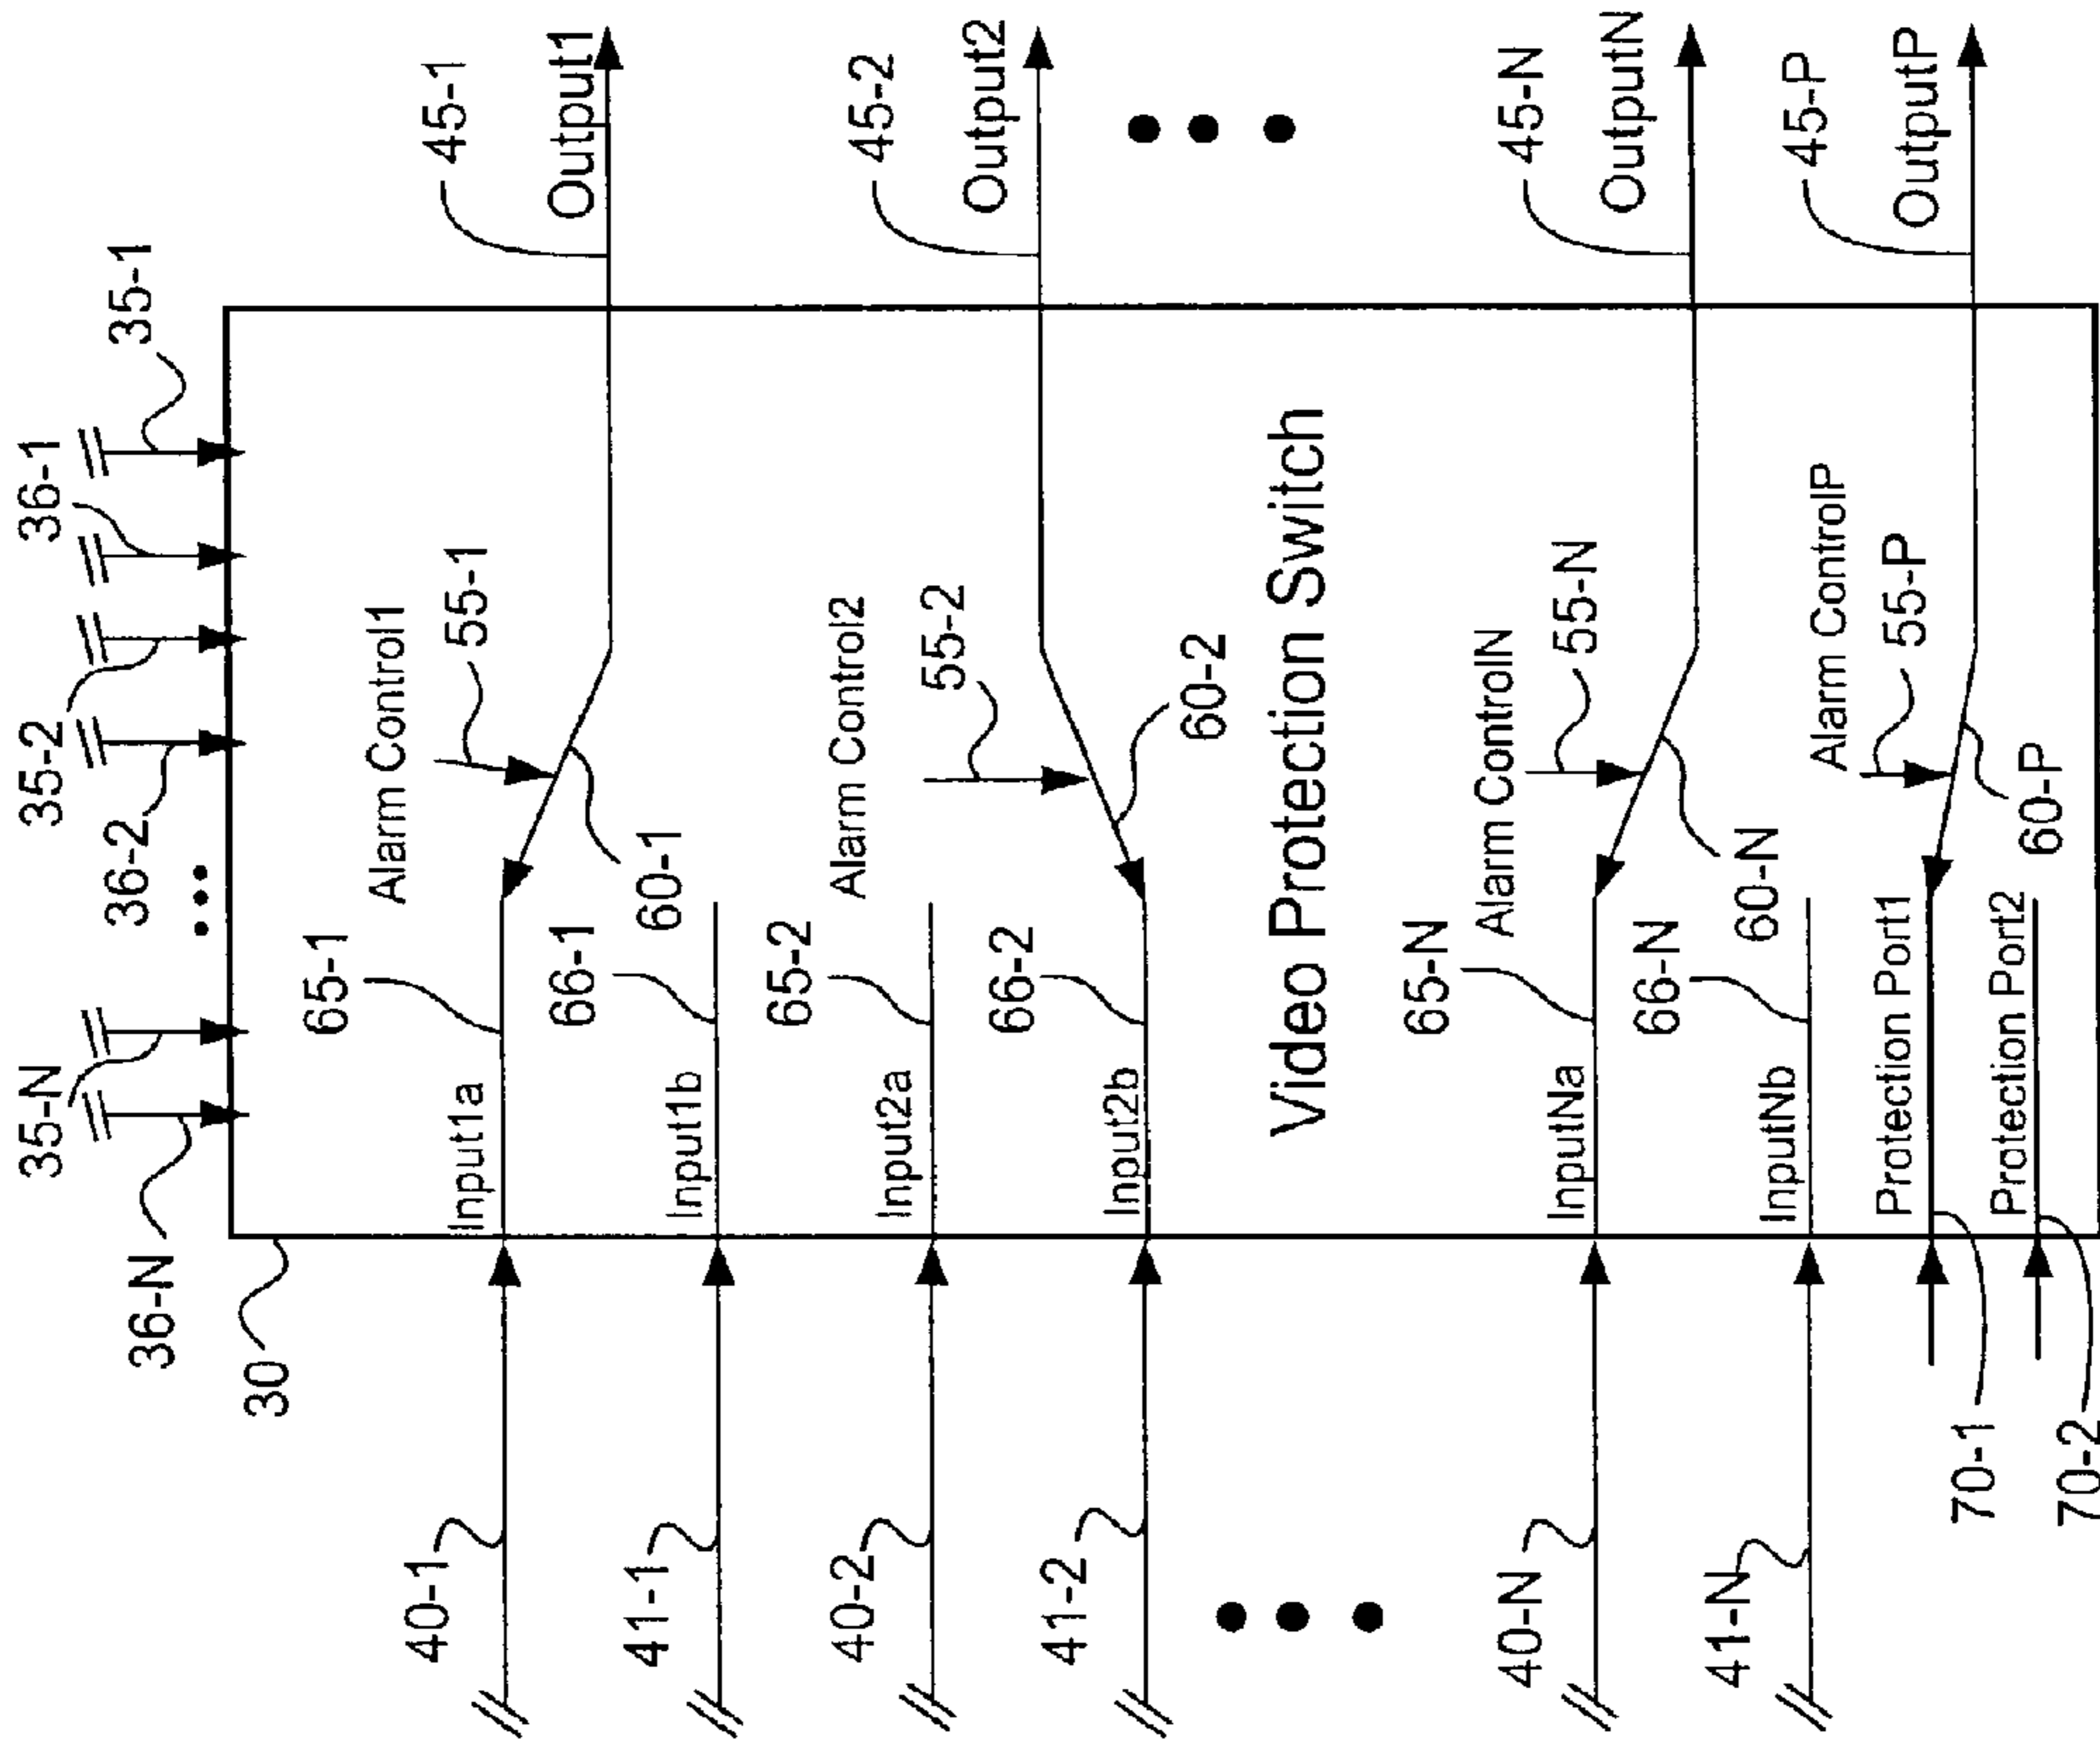 35-N
35-2
36-1
36-N
36-2
35-1
30
65-1
Alarm Control1
40-1
45-1
Input1a
55-1
66-1
Output1
41-1
60-1
Input1b
65-2
40-2
Alarm Control2
45-2
Input2a
55-2
Output2
66-2
41-2
Input2b
60-2
Video Protection Switch
65-N
Alarm ControlN
40-N
45-N
InputNa
55-N
OutputN
66-N
41-N
60-N
InputNb
45-P
Alarm ControlP
Protection Port1
55-P
OutputP
70-1
Protection Port2
60-P
70-2